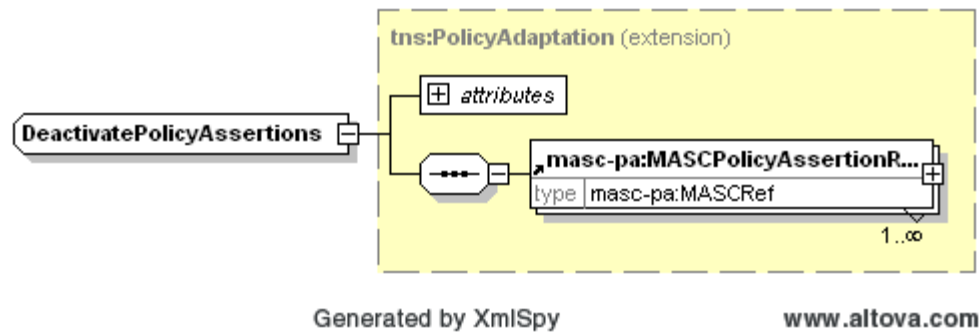 tns:PolicyAdaptation (extension)
attributes
DeactivatePolicyAssertions
masc-pa:MASCPolicyAssertionR...
type masc-pa:MASCRef
1..∞
Generated by XmlSpy www.altova.com